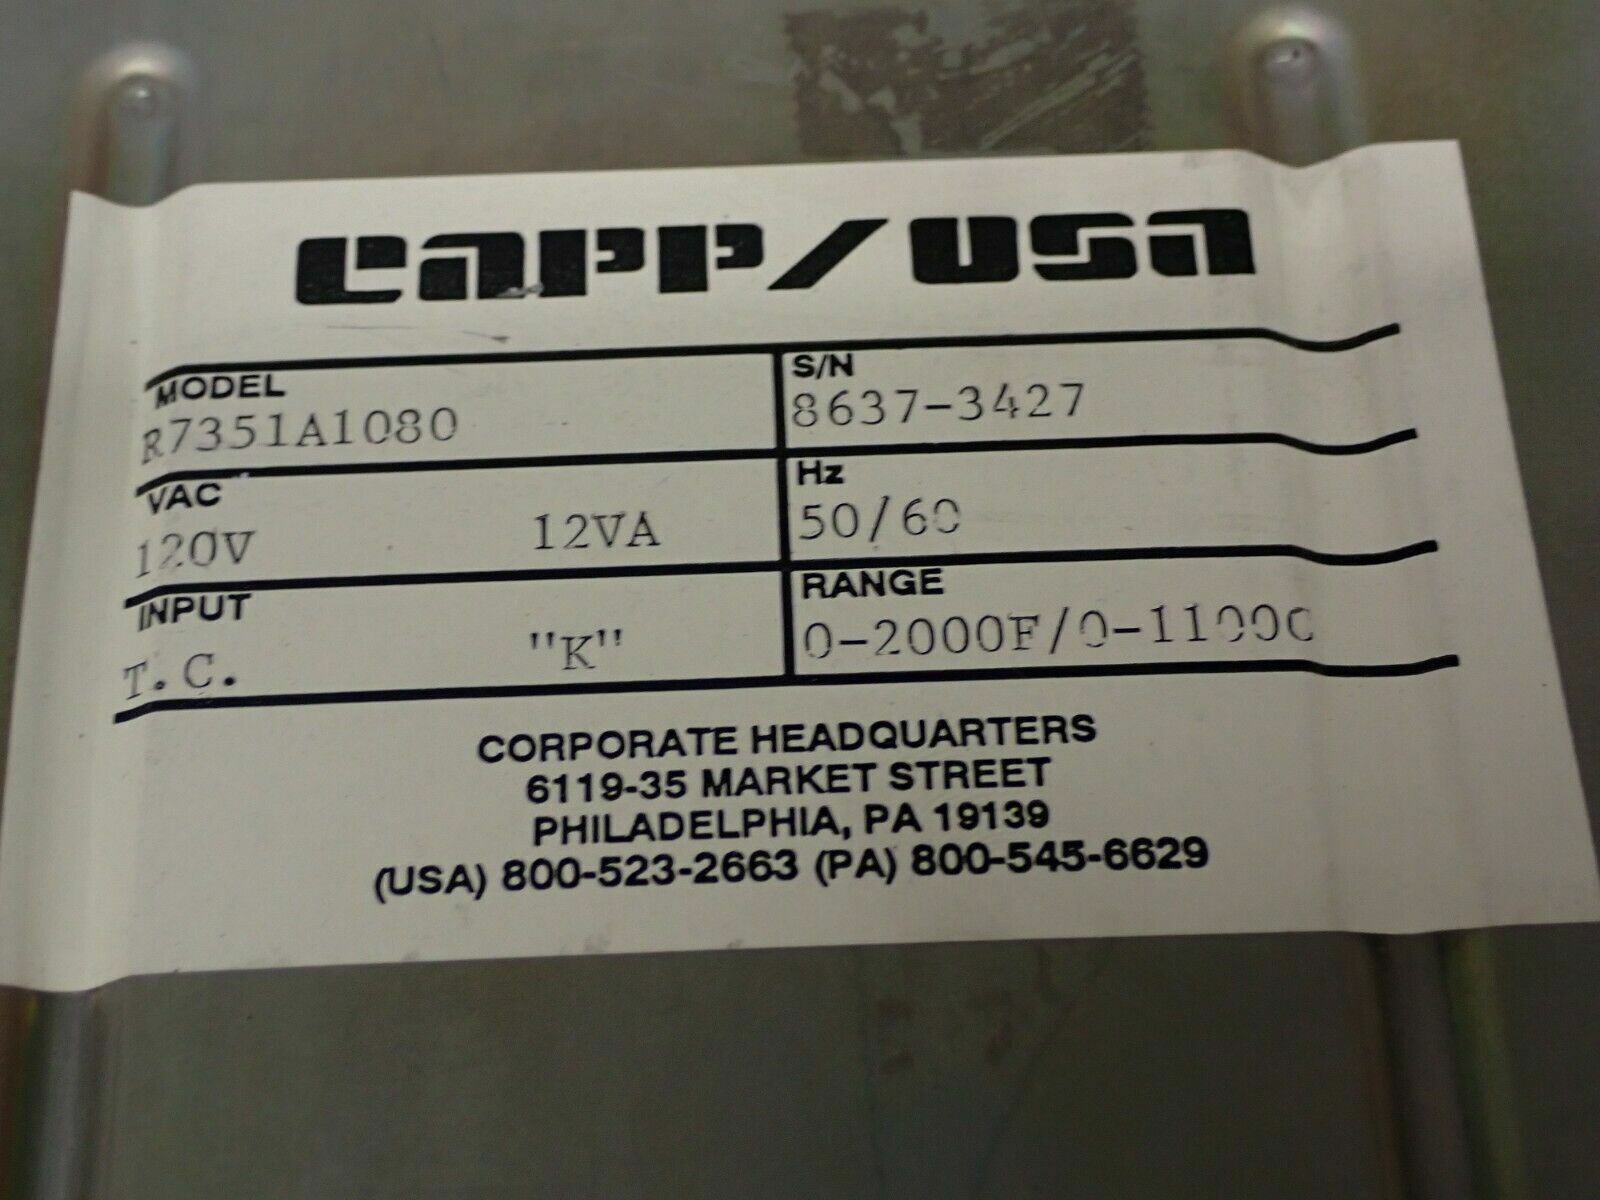 CAPP/USA
MODEL S/N
R7351A1080 8637-3427
VAC Hz
120V 12VA 50/60
INPUT RANGE
T.C. "K" 0-2000F/0-1100C
CORPORATE HEADQUARTERS
6119-35 MARKET STREET
PHILADELPHIA, PA 19139
(USA) 800-523-2663 (PA) 800-545-6629